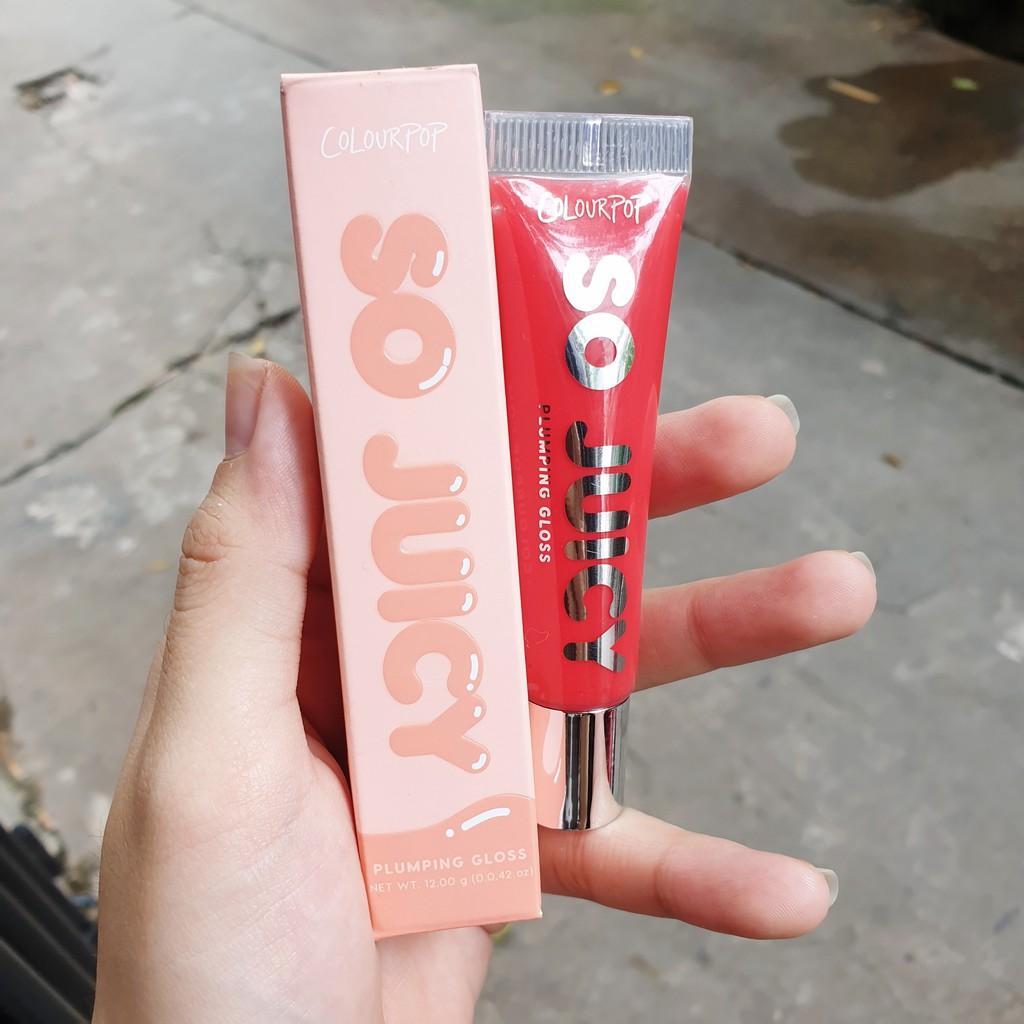 COLOURPOP
SO JUICY
PLUMPING GLOSS
NET WT. 12.00 g (0.0.42 oz)
COLOURPOP
SO JUICY
PLUMPING GLOSS